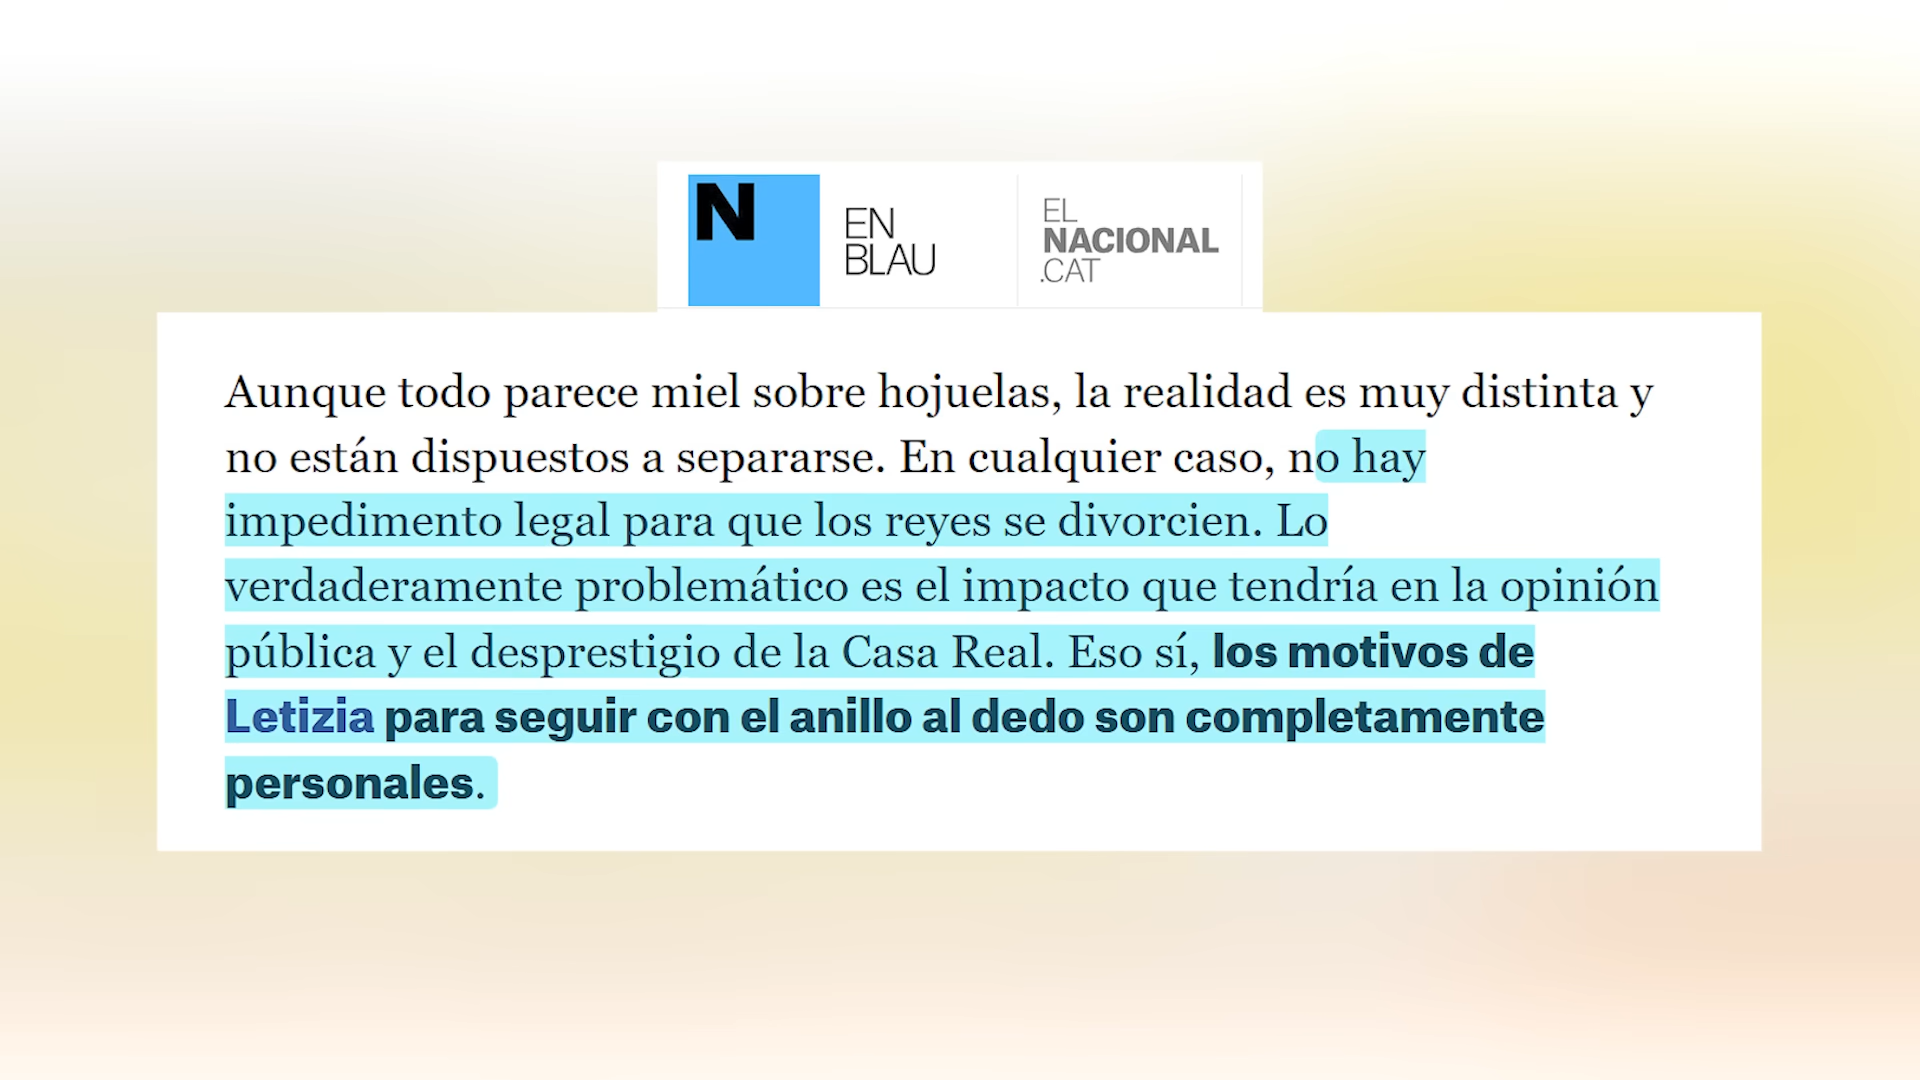 N
EN
BLAU
EL
NACIONAL
.CAT
Aunque todo parece miel sobre hojuelas, la realidad es muy distinta y
no están dispuestos a separarse. En cualquier caso, no hay
impedimento legal para que los reyes se divorcien. Lo
verdaderamente problemático es el impacto que tendría en la opinión
pública y el desprestigio de la Casa Real. Eso sí, los motivos de
Letizia para seguir con el anillo al dedo son completamente
personales.